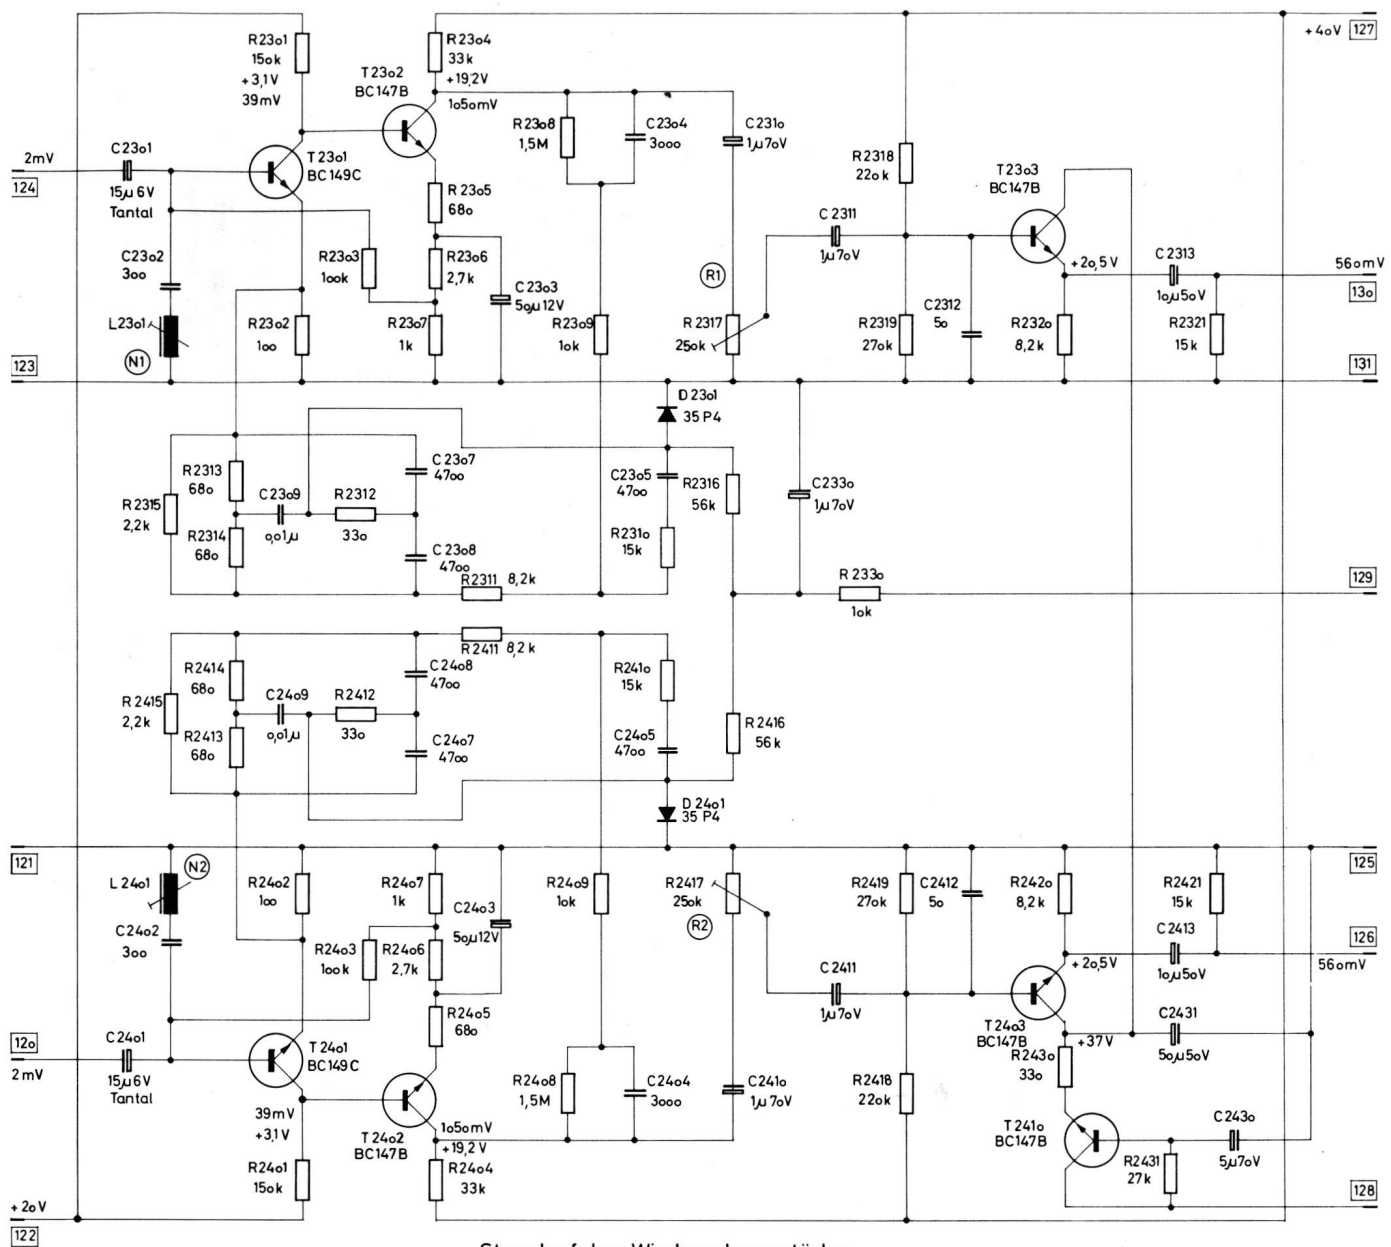 +4oV 127
R23o1
15ok
+3,1V
39mV
R23o4
33k
+19,2V
1o5omV
T23o2
BC147B
R23o8
1,5M
C23o4
3ooo
C231o
1µ7oV
R2318
22ok
T23o3
BC147B
C23o1
15µ6V
Tantal
2mV
124
T23o1
BC149C
R23o5
68o
C2311
1µ7oV
+2o,5V
C2313
1oµ5oV
56omV
13o
C23o2
3oo
R23o3
1ook
R23o6
2,7k
C23o3
5oµ12V
R1
L23o1
N1
R23o2
1oo
R23o7
1k
R23o9
1ok
R2317
25ok
R2319
27ok
C2312
5o
R232o
8,2k
R2321
15k
123
131
D23o1
35 P4
R2315
2,2k
R2313
68o
R2314
68o
C23o9
o,o1µ
R2312
33o
C23o7
47oo
C23o8
47oo
C23o5
47oo
R231o
15k
R2316
56k
C233o
1µ7oV
R2311 8,2k
R233o
1ok
129
R2411 8,2k
R2415
2,2k
R2414
68o
R2413
68o
C24o9
o,o1µ
R2412
33o
C24o8
47oo
C24o7
47oo
R241o
15k
C24o5
47oo
R2416
56k
D24o1
35 P4
121
125
L24o1
N2
C24o2
3oo
R24o2
1oo
R24o7
1k
R24o3
1ook
R24o6
2,7k
C24o3
5oµ12V
R24o9
1ok
R2417
25ok
R2
R2419
27ok
C2412
5o
R242o
8,2k
R2421
15k
C2413
1oµ5oV
126
56omV
+2o,5V
C2411
1µ7oV
R24o5
68o
12o
2mV
C24o1
15µ6V
Tantal
T24o1
BC149C
T24o3
BC147B
+37V
C2431
5oµ5oV
R243o
33o
R24o8
1,5M
C24o4
3ooo
C241o
1µ7oV
R2418
22ok
39mV
+3,1V
T24o2
BC147B
1o5omV
+19,2V
T241o
BC147B
C243o
5µ7oV
R24o1
15ok
R24o4
33k
R2431
27k
128
+2oV
122